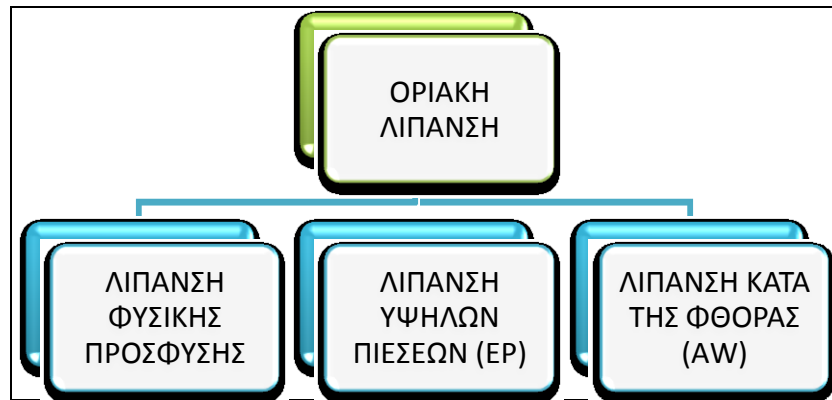 ΟΡΙΑΚΗ
ΛΙΠΑΝΣΗ
ΛΙΠΑΝΣΗ
ΦΥΣΙΚΗΣ
ΠΡΟΣΦΥΣΗΣ
ΛΙΠΑΝΣΗ
ΥΨΗΛΩΝ
ΠΙΕΣΕΩΝ (EP)
ΛΙΠΑΝΣΗ ΚΑΤΑ
ΤΗΣ ΦΘΟΡΑΣ
(AW)